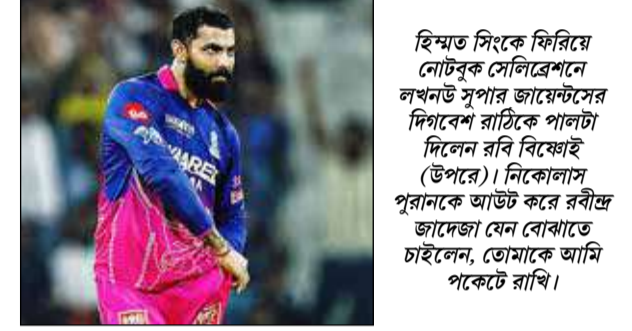 হিম্মত সিংকে ফিরিয়ে
নোটবুক সেলিব্রেশনে
লখনউ সুপার জায়েন্টসের
দিগবেশ রাঠিকে পালটা
দিলেন রবি বিষ্ণোই
(উপরে)। নিকোলাস
পুরানকে আউট করে রবীন্দ্র
জাদেজা যেন বোঝাতে
চাইলেন, তোমাকে আমি
পকেটে রাখি।